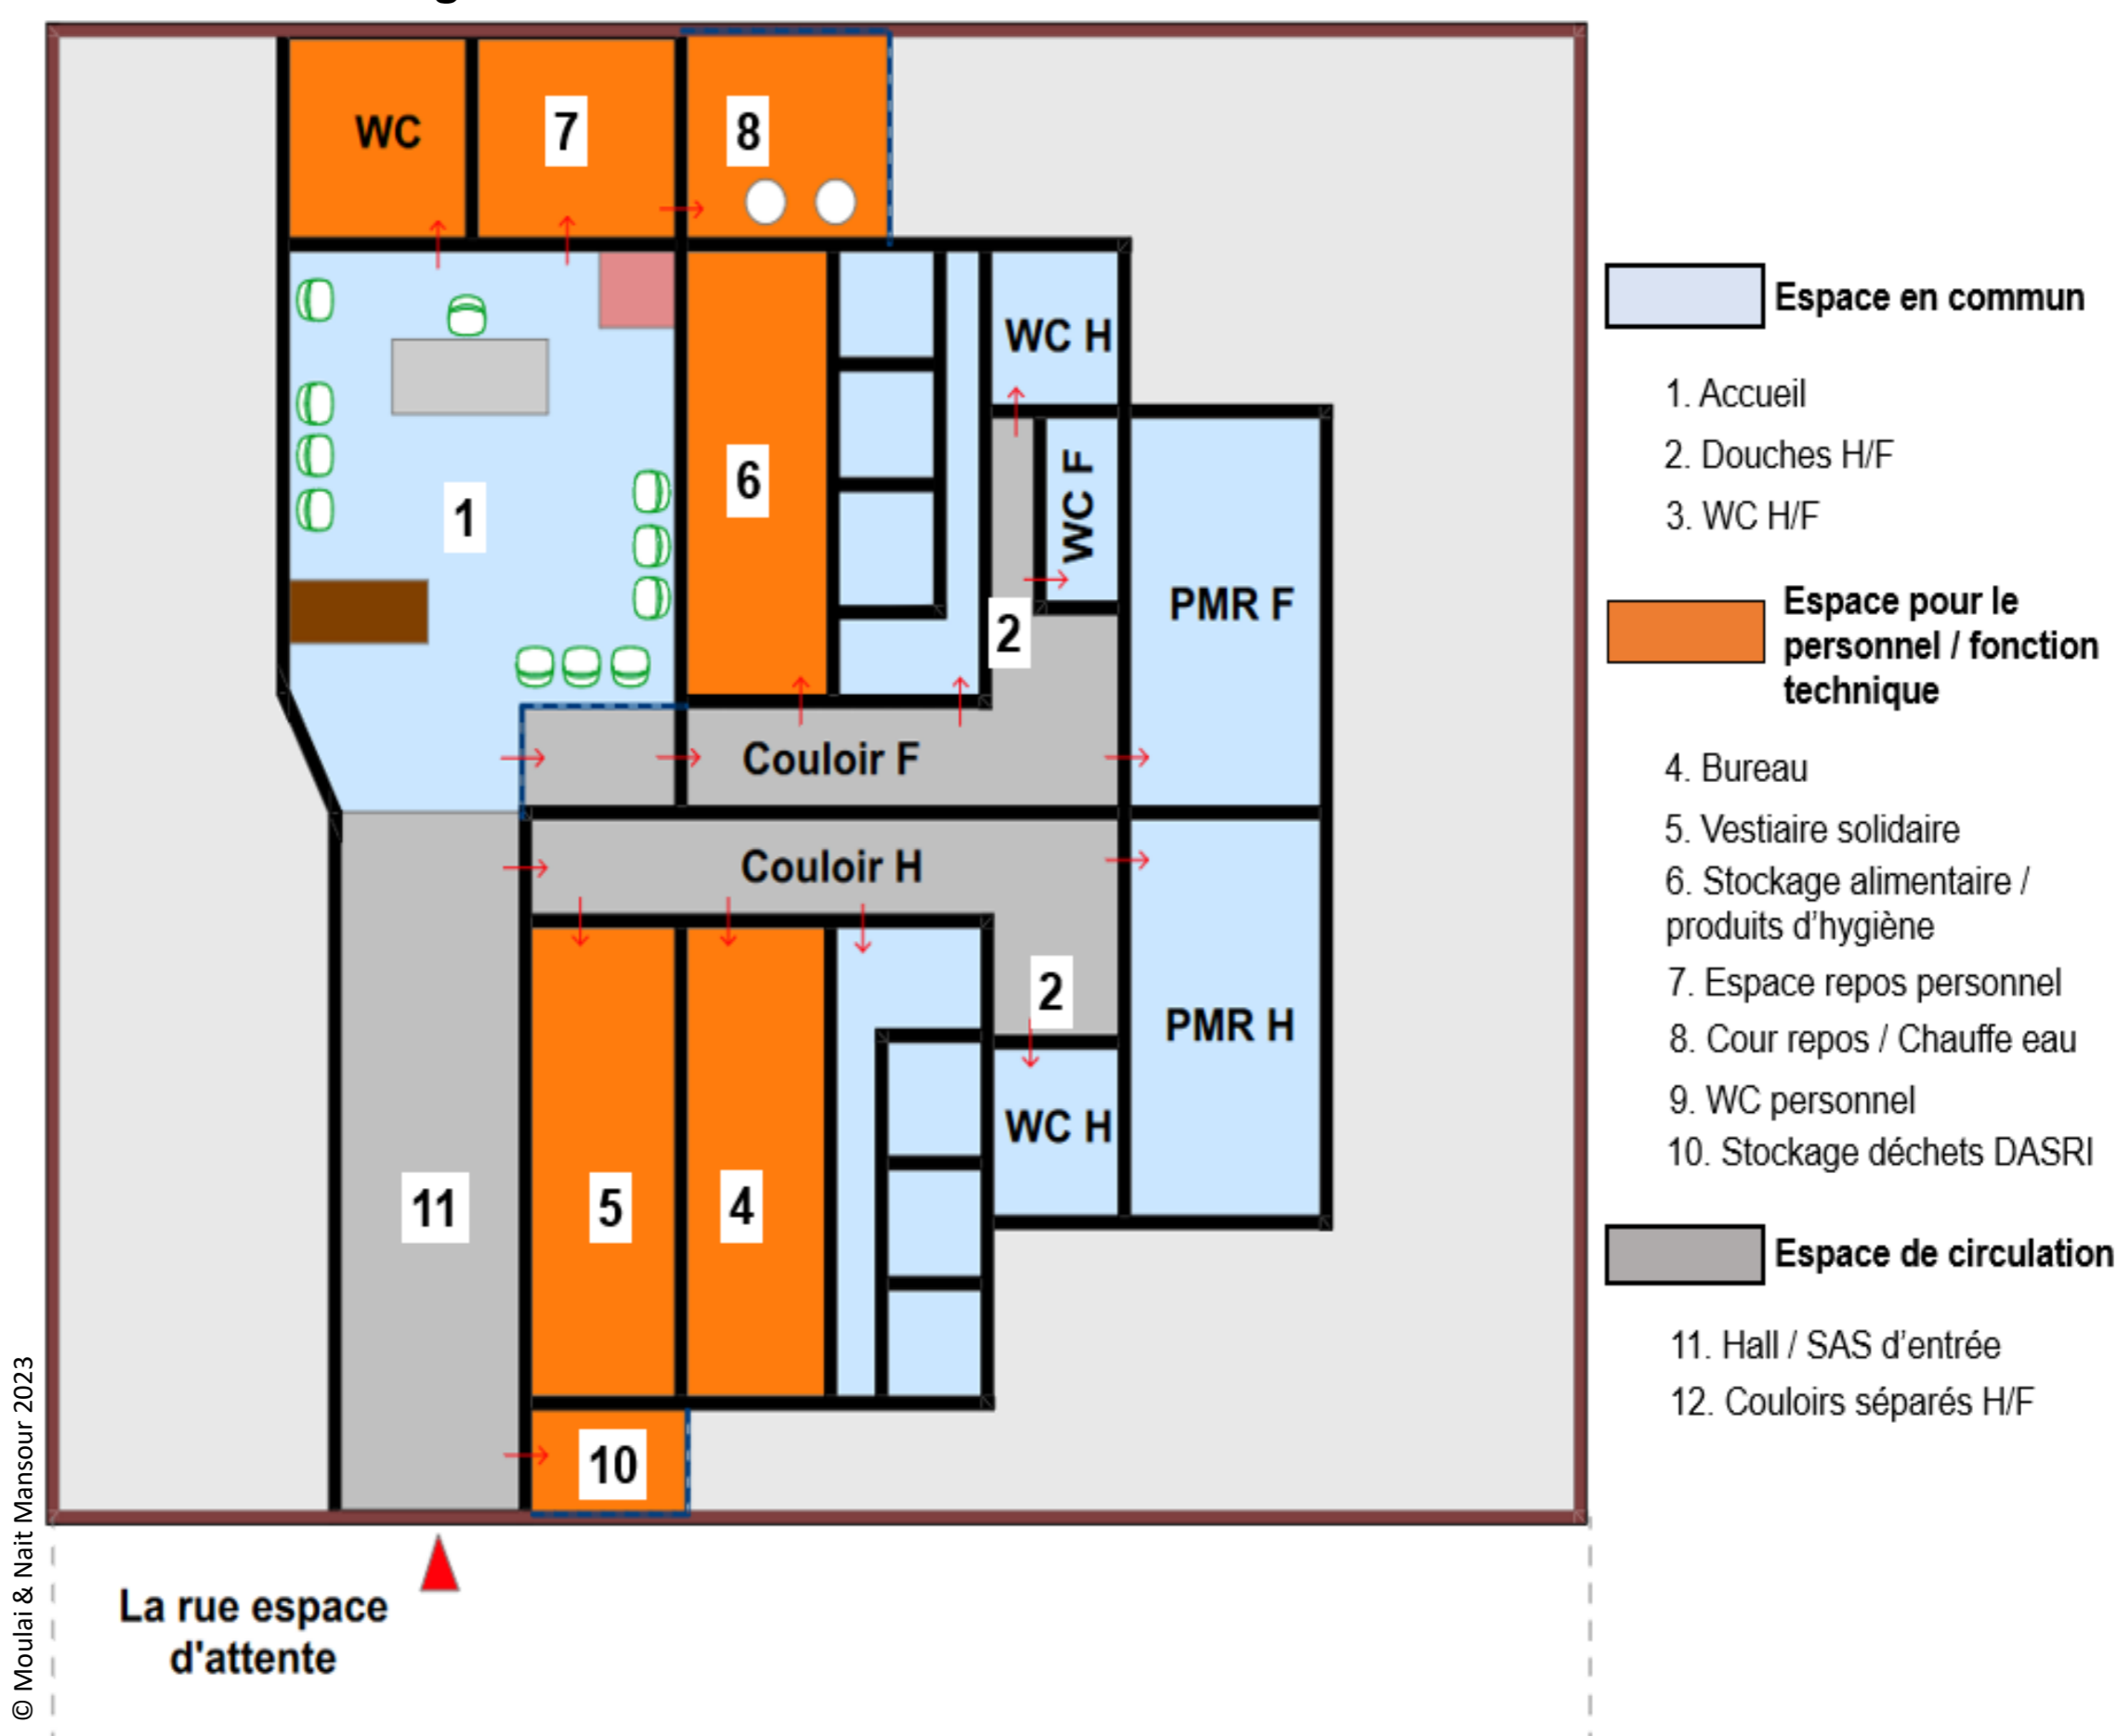 WC
7
8
6
WC H
WC F
1
2
PMR F
Couloir F
Couloir H
2
PMR H
WC H
11
5
4
10
La rue espace
d'attente
Espace en commun
1. Accueil
2. Douches H/F
3. WC H/F
Espace pour le
personnel / fonction
technique
4. Bureau
5. Vestiaire solidaire
6. Stockage alimentaire /
produits d'hygiène
7. Espace repos personnel
8. Cour repos / Chauffe eau
9. WC personnel
10. Stockage déchets DASRI
Espace de circulation
11. Hall / SAS d'entrée
12. Couloirs séparés H/F
© Moulai & Nait Mansour 2023